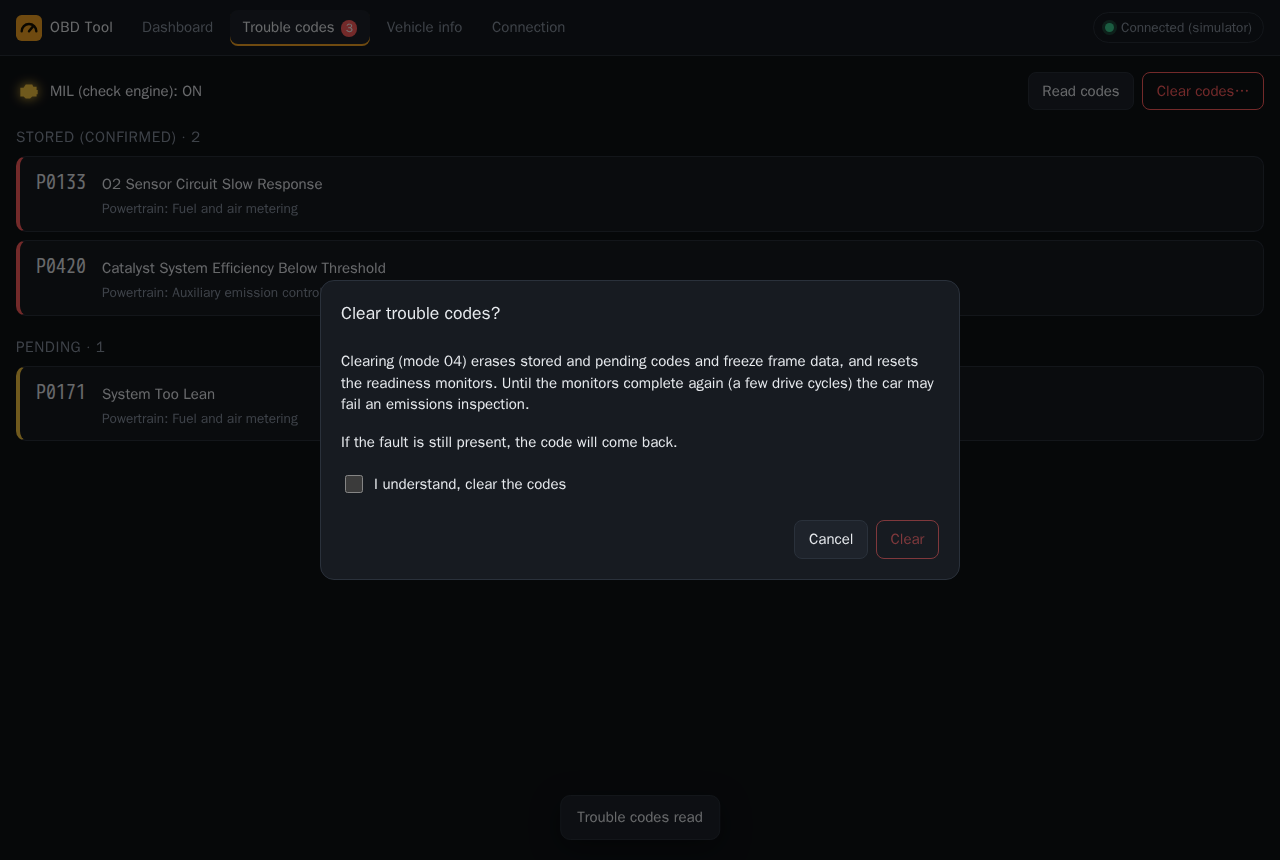 OBD Tool
Dashboard
Trouble codes 3
Vehicle info
Connection
Connected (simulator)
MIL (check engine): ON
Read codes
Clear codes⋯
STORED (CONFIRMED) · 2
P0133 O2 Sensor Circuit Slow Response
Powertrain: Fuel and air metering
P0420 Catalyst System Efficiency Below Threshold
Powertrain: Auxiliary emission contro
PENDING · 1
P0171 System Too Lean
Powertrain: Fuel and air metering
Clear trouble codes?
Clearing (mode 04) erases stored and pending codes and freeze frame data, and resets
the readiness monitors. Until the monitors complete again (a few drive cycles) the car may
fail an emissions inspection.
If the fault is still present, the code will come back.
I understand, clear the codes
Cancel
Clear
Trouble codes read